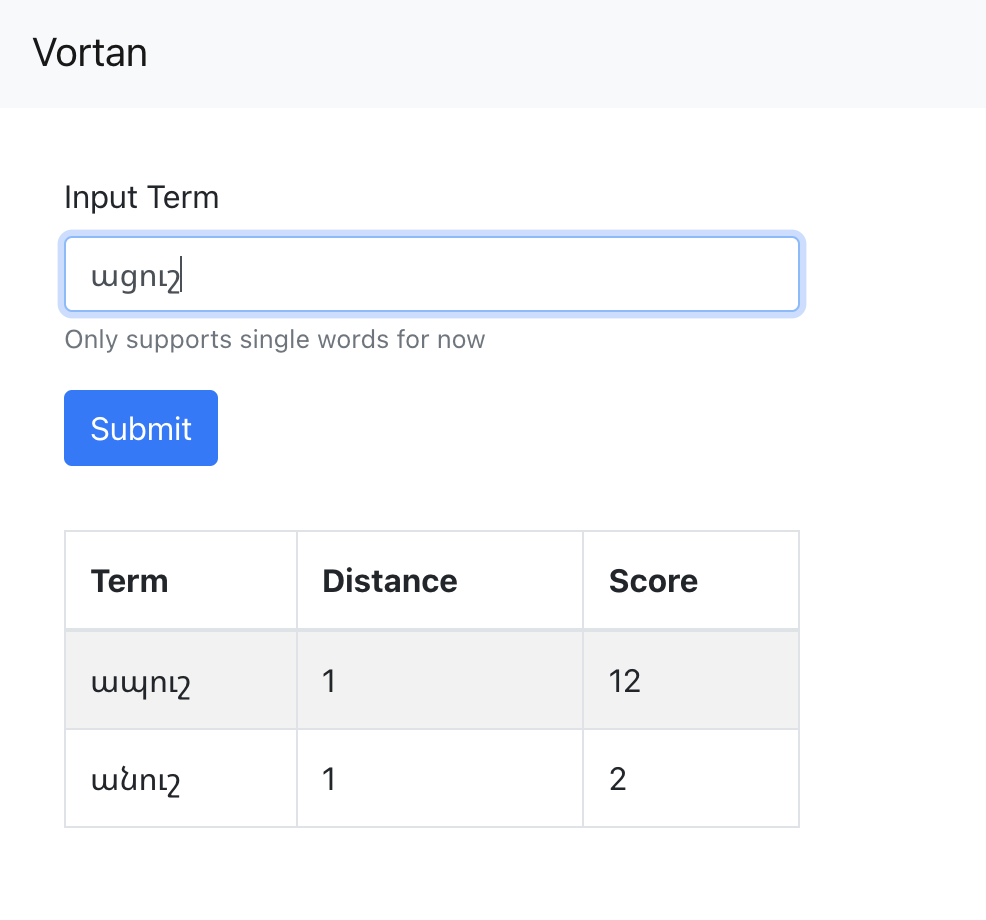 Vortan
Input Term
ացուշ
Only supports single words for now
Submit
Term Distance Score
ապուշ 1 12
անուշ 1 2